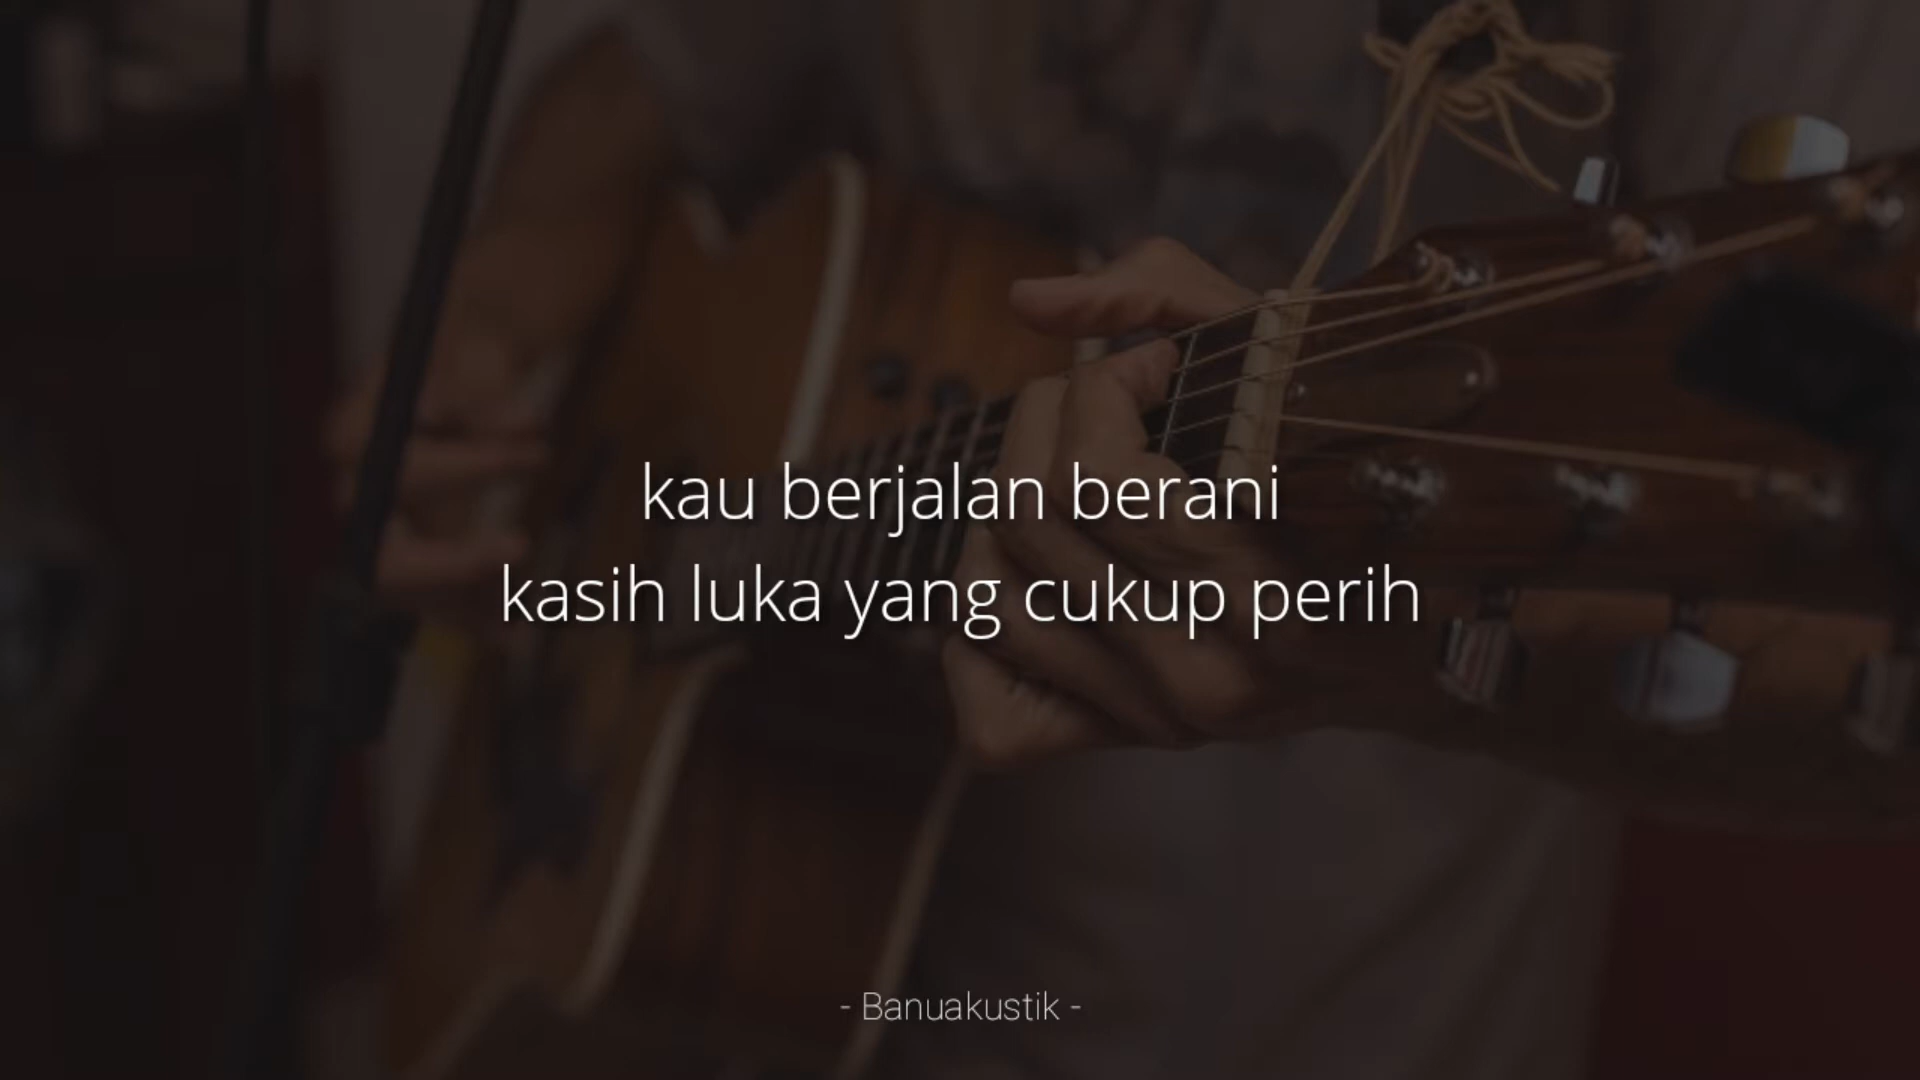 kau berjalan berani
kasih luka yang cukup perih
- Banuakustik -